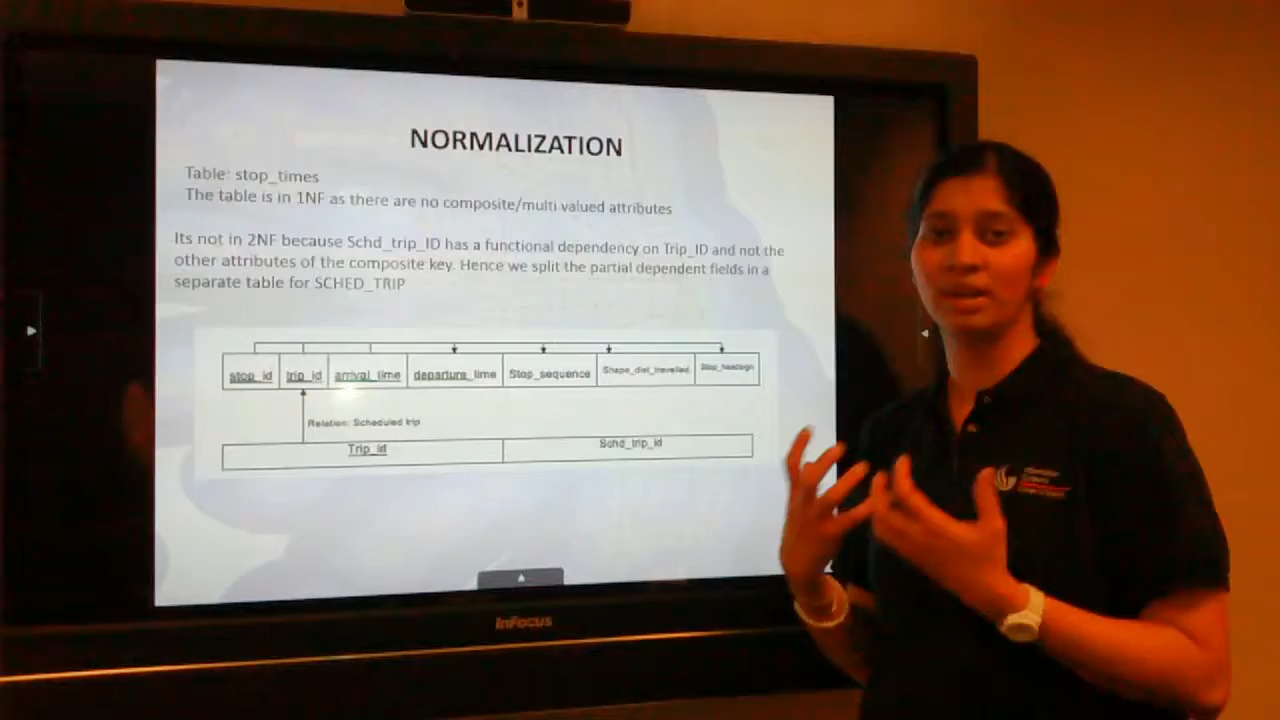 NORMALIZATION
Table: stop_times
The table is in 1NF as there are no composite/multi valued attributes
Its not in 2NF because Schd_trip_ID has a functional dependency on Trip_ID and not the
other attributes of the composite key. Hence we split the partial dependent fields in a
separate table for SCHED_TRIP
stop_id trip_id arrival_time departure_time Stop_sequence Shape_dist_travelled Stop_headsign
Relation: Scheduled trip
Trip_id Schd_trip_id
InFocus